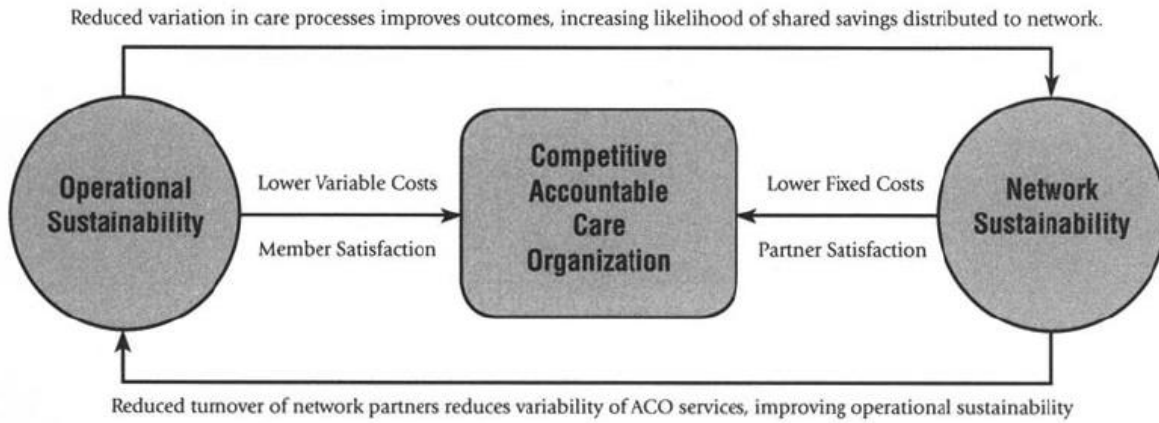 Reduced variation in care processes improves outcomes, increasing likelihood of shared savings distributed to network.
Operational
Sustainability
Lower Variable Costs
Member Satisfaction
Competitive
Accountable
Care
Organization
Lower Fixed Costs
Partner Satisfaction
Network
Sustainability
Reduced turnover of network partners reduces variability of ACO services, improving operational sustainability